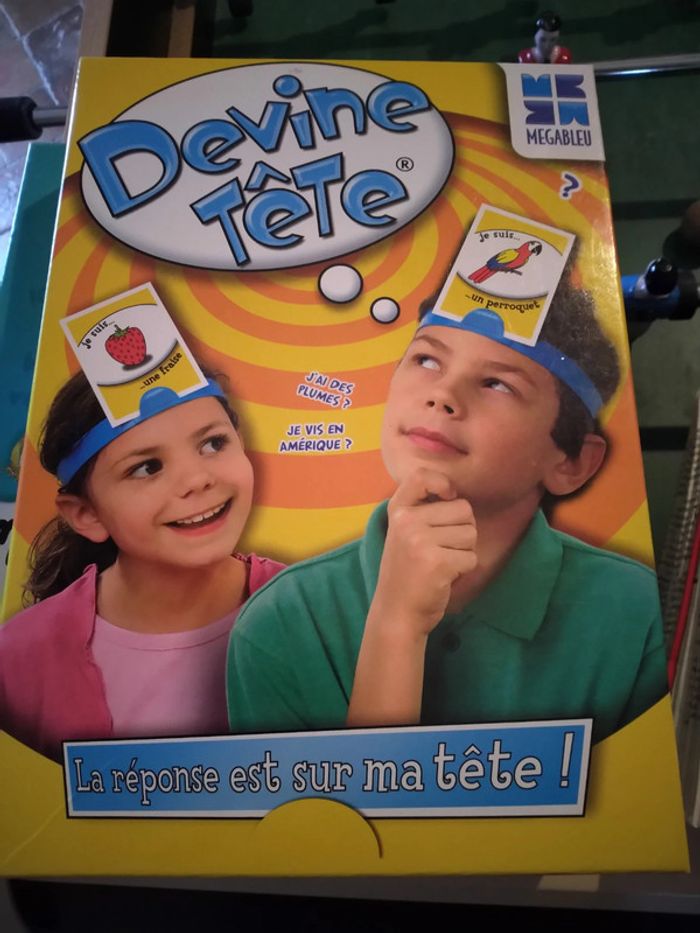 Devine
Tête®
MEGABLEU
?
Je suis...
...un perroquet
Je suis...
...une fraise
J'AI DES
PLUMES ?
JE VIS EN
AMÉRIQUE ?
La réponse est sur ma tête !